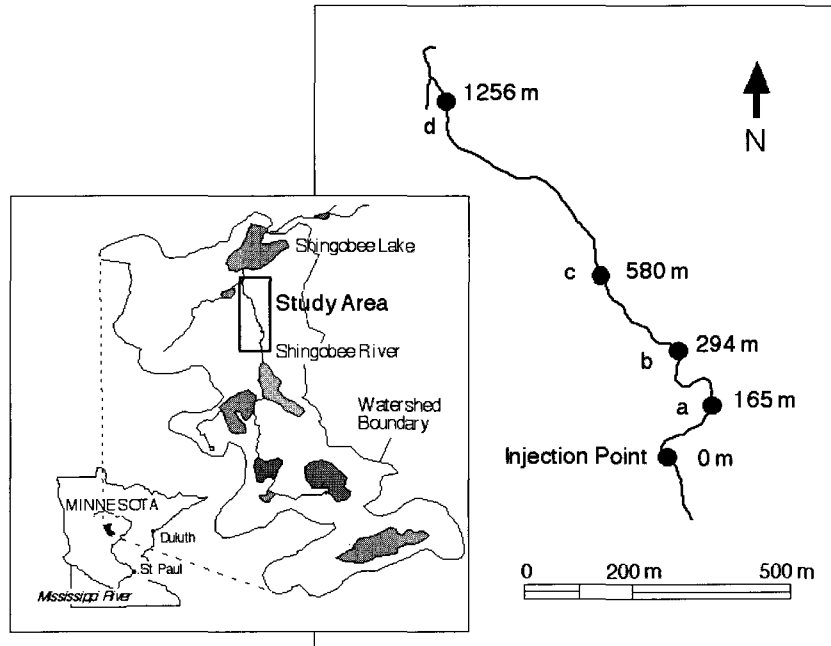 1256 m
d
N
Shingobee Lake
Study Area
Shingobee River
c
580 m
b
294 m
a
165 m
Injection Point
0 m
Watershed
Boundary
MINNESOTA
Duluth
St Paul
Mississippi River
0
200 m
500 m